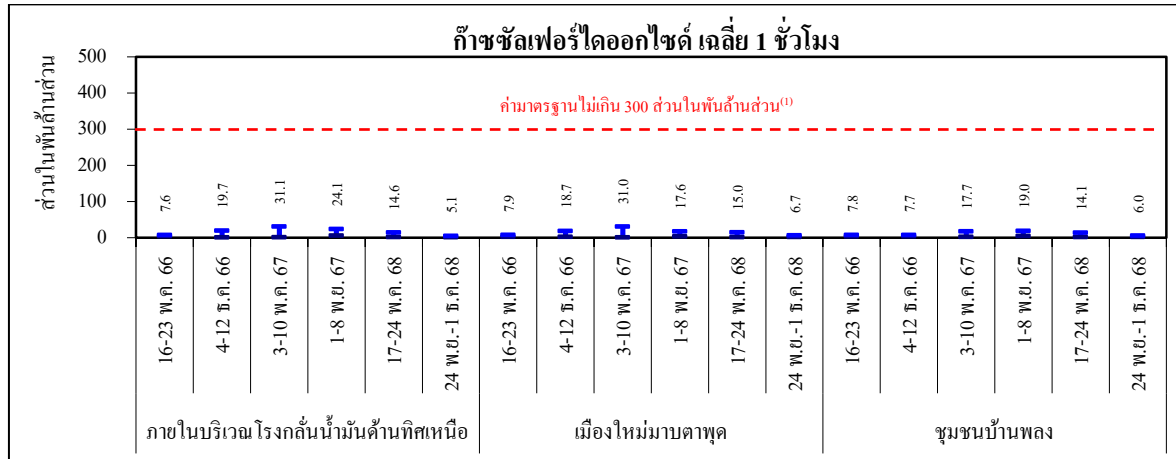 ก๊าซซัลเฟอร์ไดออกไซด์ เฉลี่ย 1 ชั่วโมง
ส่วนในพันล้านส่วน
500
400
300
200
100
0
ค่ามาตรฐานไม่เกิน 300 ส่วนในพันล้านส่วน(1)
7.6 19.7 31.1 24.1 14.6 5.1 7.9 18.7 31.0 17.6 15.0 6.7 7.8 7.7 17.7 19.0 14.1 6.0
16-23 พ.ค. 66 4-12 ธ.ค. 66 3-10 พ.ค. 67 1-8 พ.ย. 67 17-24 พ.ค. 68 24 พ.ย.-1 ธ.ค. 68 16-23 พ.ค. 66 4-12 ธ.ค. 66 3-10 พ.ค. 67 1-8 พ.ย. 67 17-24 พ.ค. 68 24 พ.ย.-1 ธ.ค. 68 16-23 พ.ค. 66 4-12 ธ.ค. 66 3-10 พ.ค. 67 1-8 พ.ย. 67 17-24 พ.ค. 68 24 พ.ย.-1 ธ.ค. 68
ภายในบริเวณโรงกลั่นน้ำมันด้านทิศเหนือ เมืองใหม่มาบตาพุด ชุมชนบ้านพลง